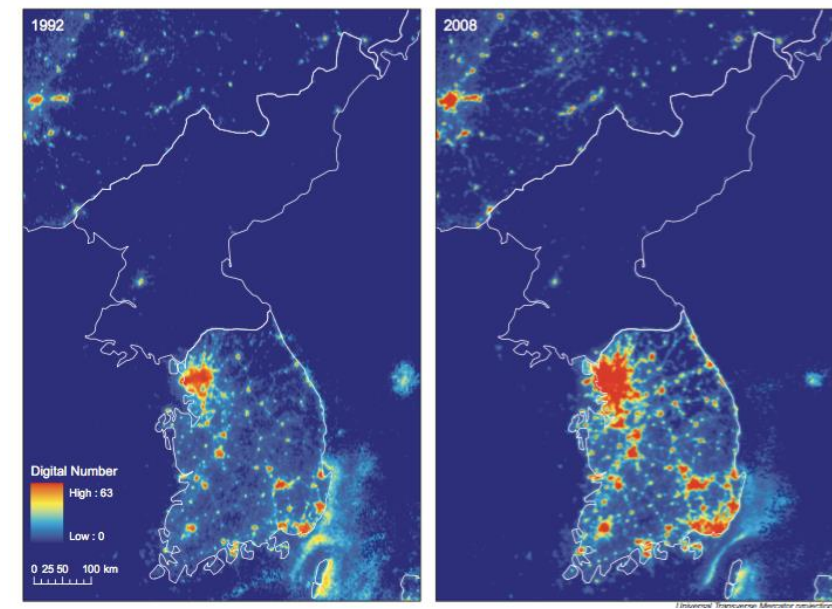 1992
2008
Digital Number
High : 63
Low : 0
0 25 50 100 km
Universal Transverse Mercator projection